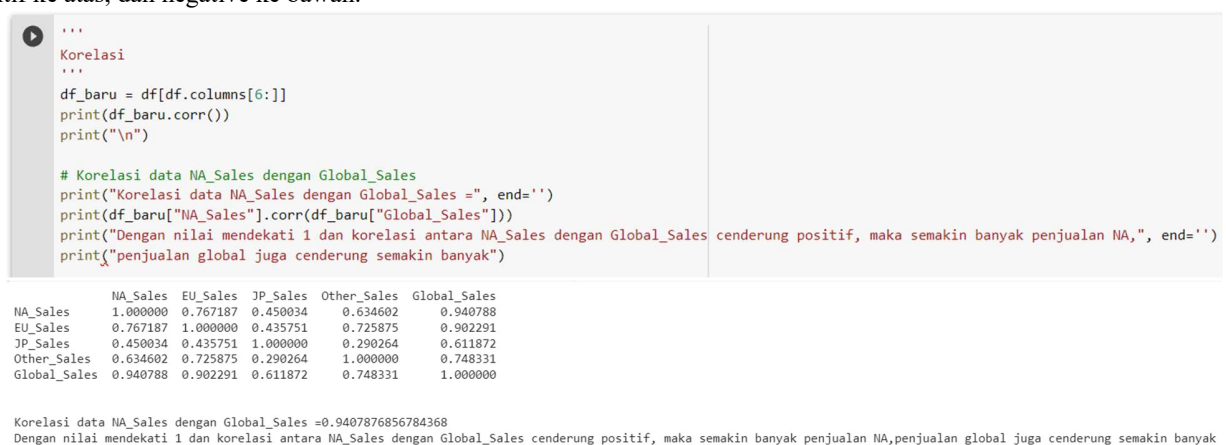 '''
Korelasi
'''
df_baru = df[df.columns[6:]]
print(df_baru.corr())
print("\n")
# Korelasi data NA_Sales dengan Global_Sales
print("Korelasi data NA_Sales dengan Global_Sales =", end='')
print(df_baru["NA_Sales"].corr(df_baru["Global_Sales"]))
print("Dengan nilai mendekati 1 dan korelasi antara NA_Sales dengan Global_Sales cenderung positif, maka semakin banyak penjualan NA,", end='')
print("penjualan global juga cenderung semakin banyak")
NA_Sales EU_Sales JP_Sales Other_Sales Global_Sales
NA_Sales 1.000000 0.767187 0.450034 0.634602 0.940788
EU_Sales 0.767187 1.000000 0.435751 0.725875 0.902291
JP_Sales 0.450034 0.435751 1.000000 0.290264 0.611872
Other_Sales 0.634602 0.725875 0.290264 1.000000 0.748331
Global_Sales 0.940788 0.902291 0.611872 0.748331 1.000000
Korelasi data NA_Sales dengan Global_Sales =0.9407876856784368
Dengan nilai mendekati 1 dan korelasi antara NA_Sales dengan Global_Sales cenderung positif, maka semakin banyak penjualan NA,penjualan global juga cenderung semakin banyak